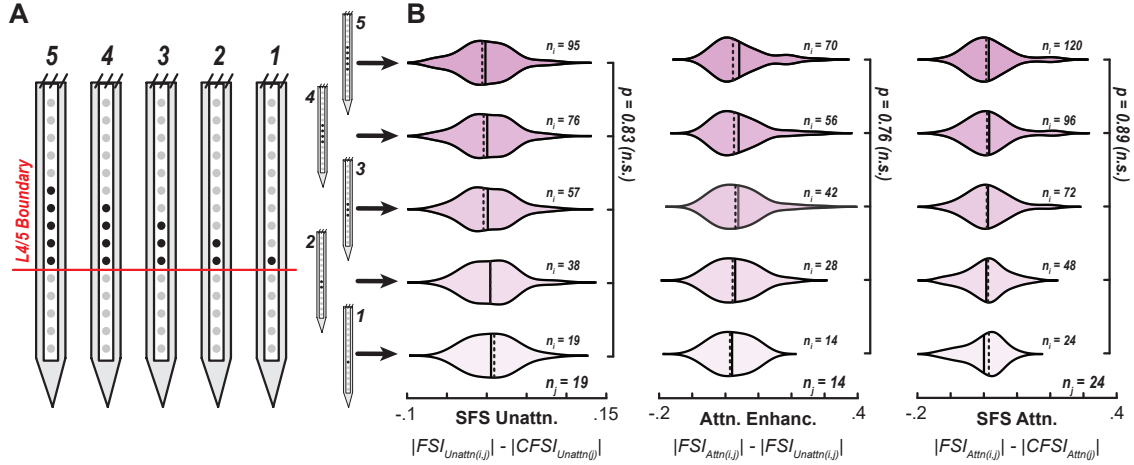 A
5 4 3 2 1
L4/5 Boundary
5
4
3
2
1
B
n_i = 95
n_i = 76
n_i = 57
n_i = 38
n_i = 19
n_j = 19
p = 0.83 (n.s.)
-.1 SFS Unattn. .15
|FSI_Unattn(i,j)| - |CFSI_Unattn(j)|
n_i = 70
n_i = 56
n_i = 42
n_i = 28
n_i = 14
n_j = 14
p = 0.76 (n.s.)
-.2 Attn. Enhanc. .4
|FSI_Attn(i,j)| - |FSI_Unattn(i,j)|
n_i = 120
n_i = 96
n_i = 72
n_i = 48
n_i = 24
n_j = 24
p = 0.89 (n.s.)
-.2 SFS Attn. .4
|FSI_Attn(i,j)| - |CFSI_Attn(j)|